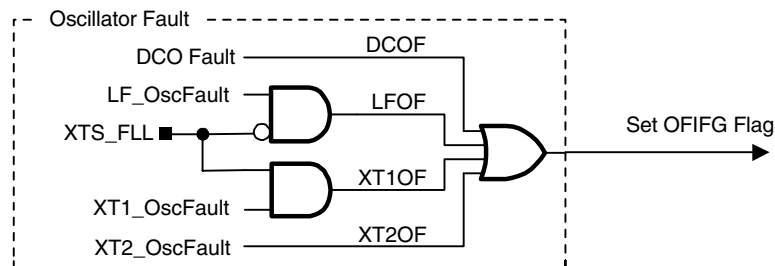 Oscillator Fault
DCO Fault DCOF
LF_OscFault LFOF
XTS_FLL Set OFIFG Flag
XT1OF
XT1_OscFault
XT2_OscFault XT2OF